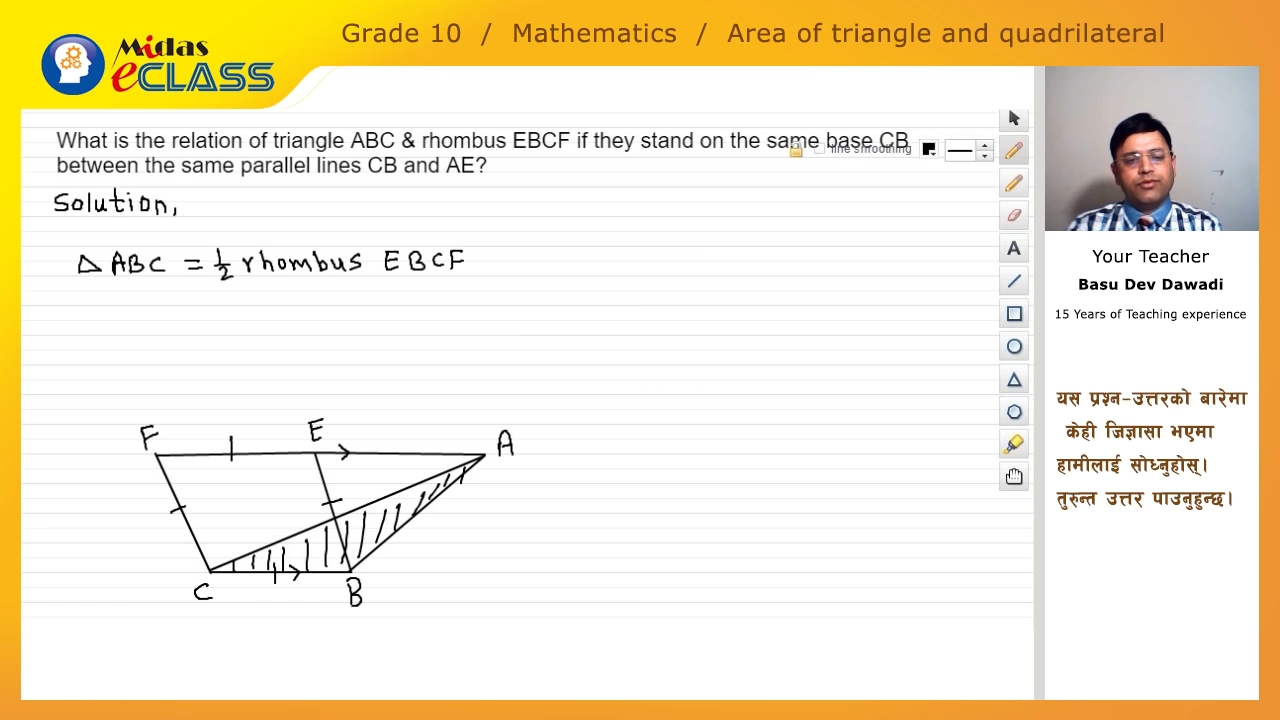 Midas
eCLASS
Grade 10 / Mathematics / Area of triangle and quadrilateral
What is the relation of triangle ABC & rhombus EBCF if they stand on the same base CB
between the same parallel lines CB and AE?
line smoothing
Solution,
△ ABC = 1/2 rhombus EBCF
F E A
C B
A
Your Teacher
Basu Dev Dawadi
15 Years of Teaching experience
यस प्रश्न-उत्तरको बारेमा
केही जिज्ञासा भएमा
हामीलाई सोध्नुहोस्।
तुरुन्त उत्तर पाउनुहुन्छ।